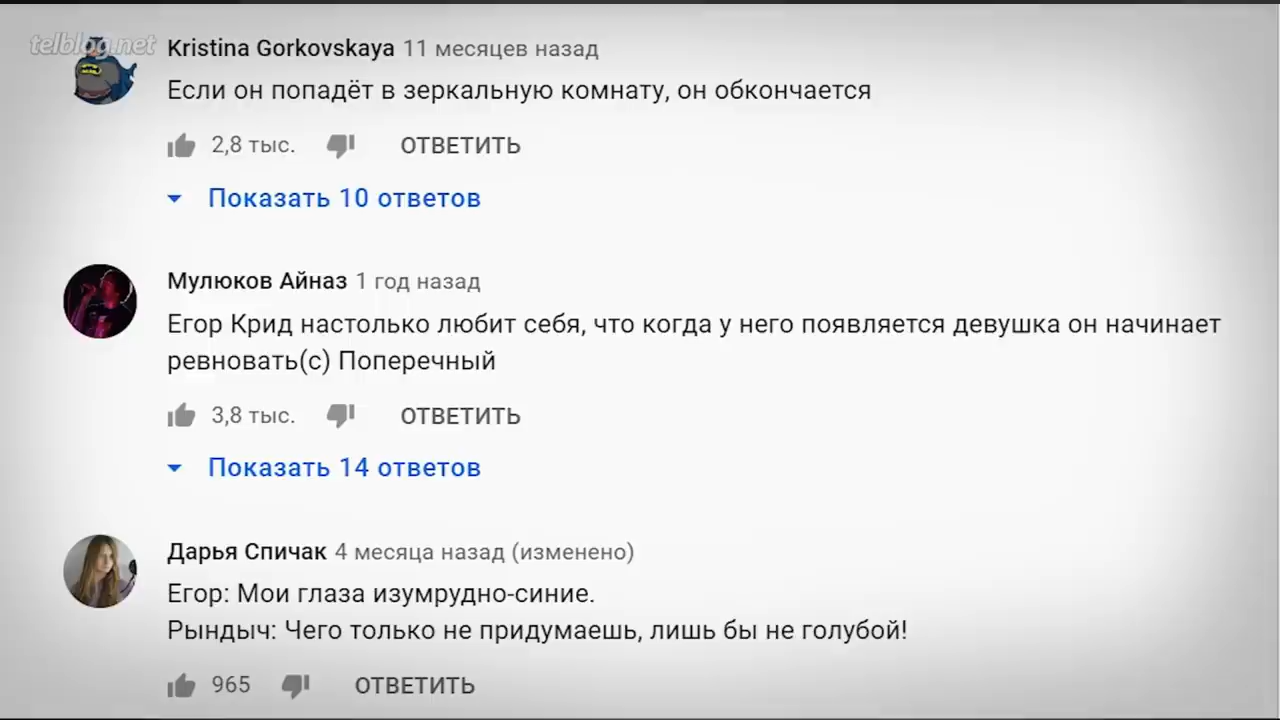 telblog.net
Kristina Gorkovskaya 11 месяцев назад
Если он попадёт в зеркальную комнату, он обкончается
2,8 тыс. ОТВЕТИТЬ
Показать 10 ответов
Мулюков Айназ 1 год назад
Егор Крид настолько любит себя, что когда у него появляется девушка он начинает
ревновать(с) Поперечный
3,8 тыс. ОТВЕТИТЬ
Показать 14 ответов
Дарья Спичак 4 месяца назад (изменено)
Егор: Мои глаза изумрудно-синие.
Рындыч: Чего только не придумаешь, лишь бы не голубой!
965 ОТВЕТИТЬ